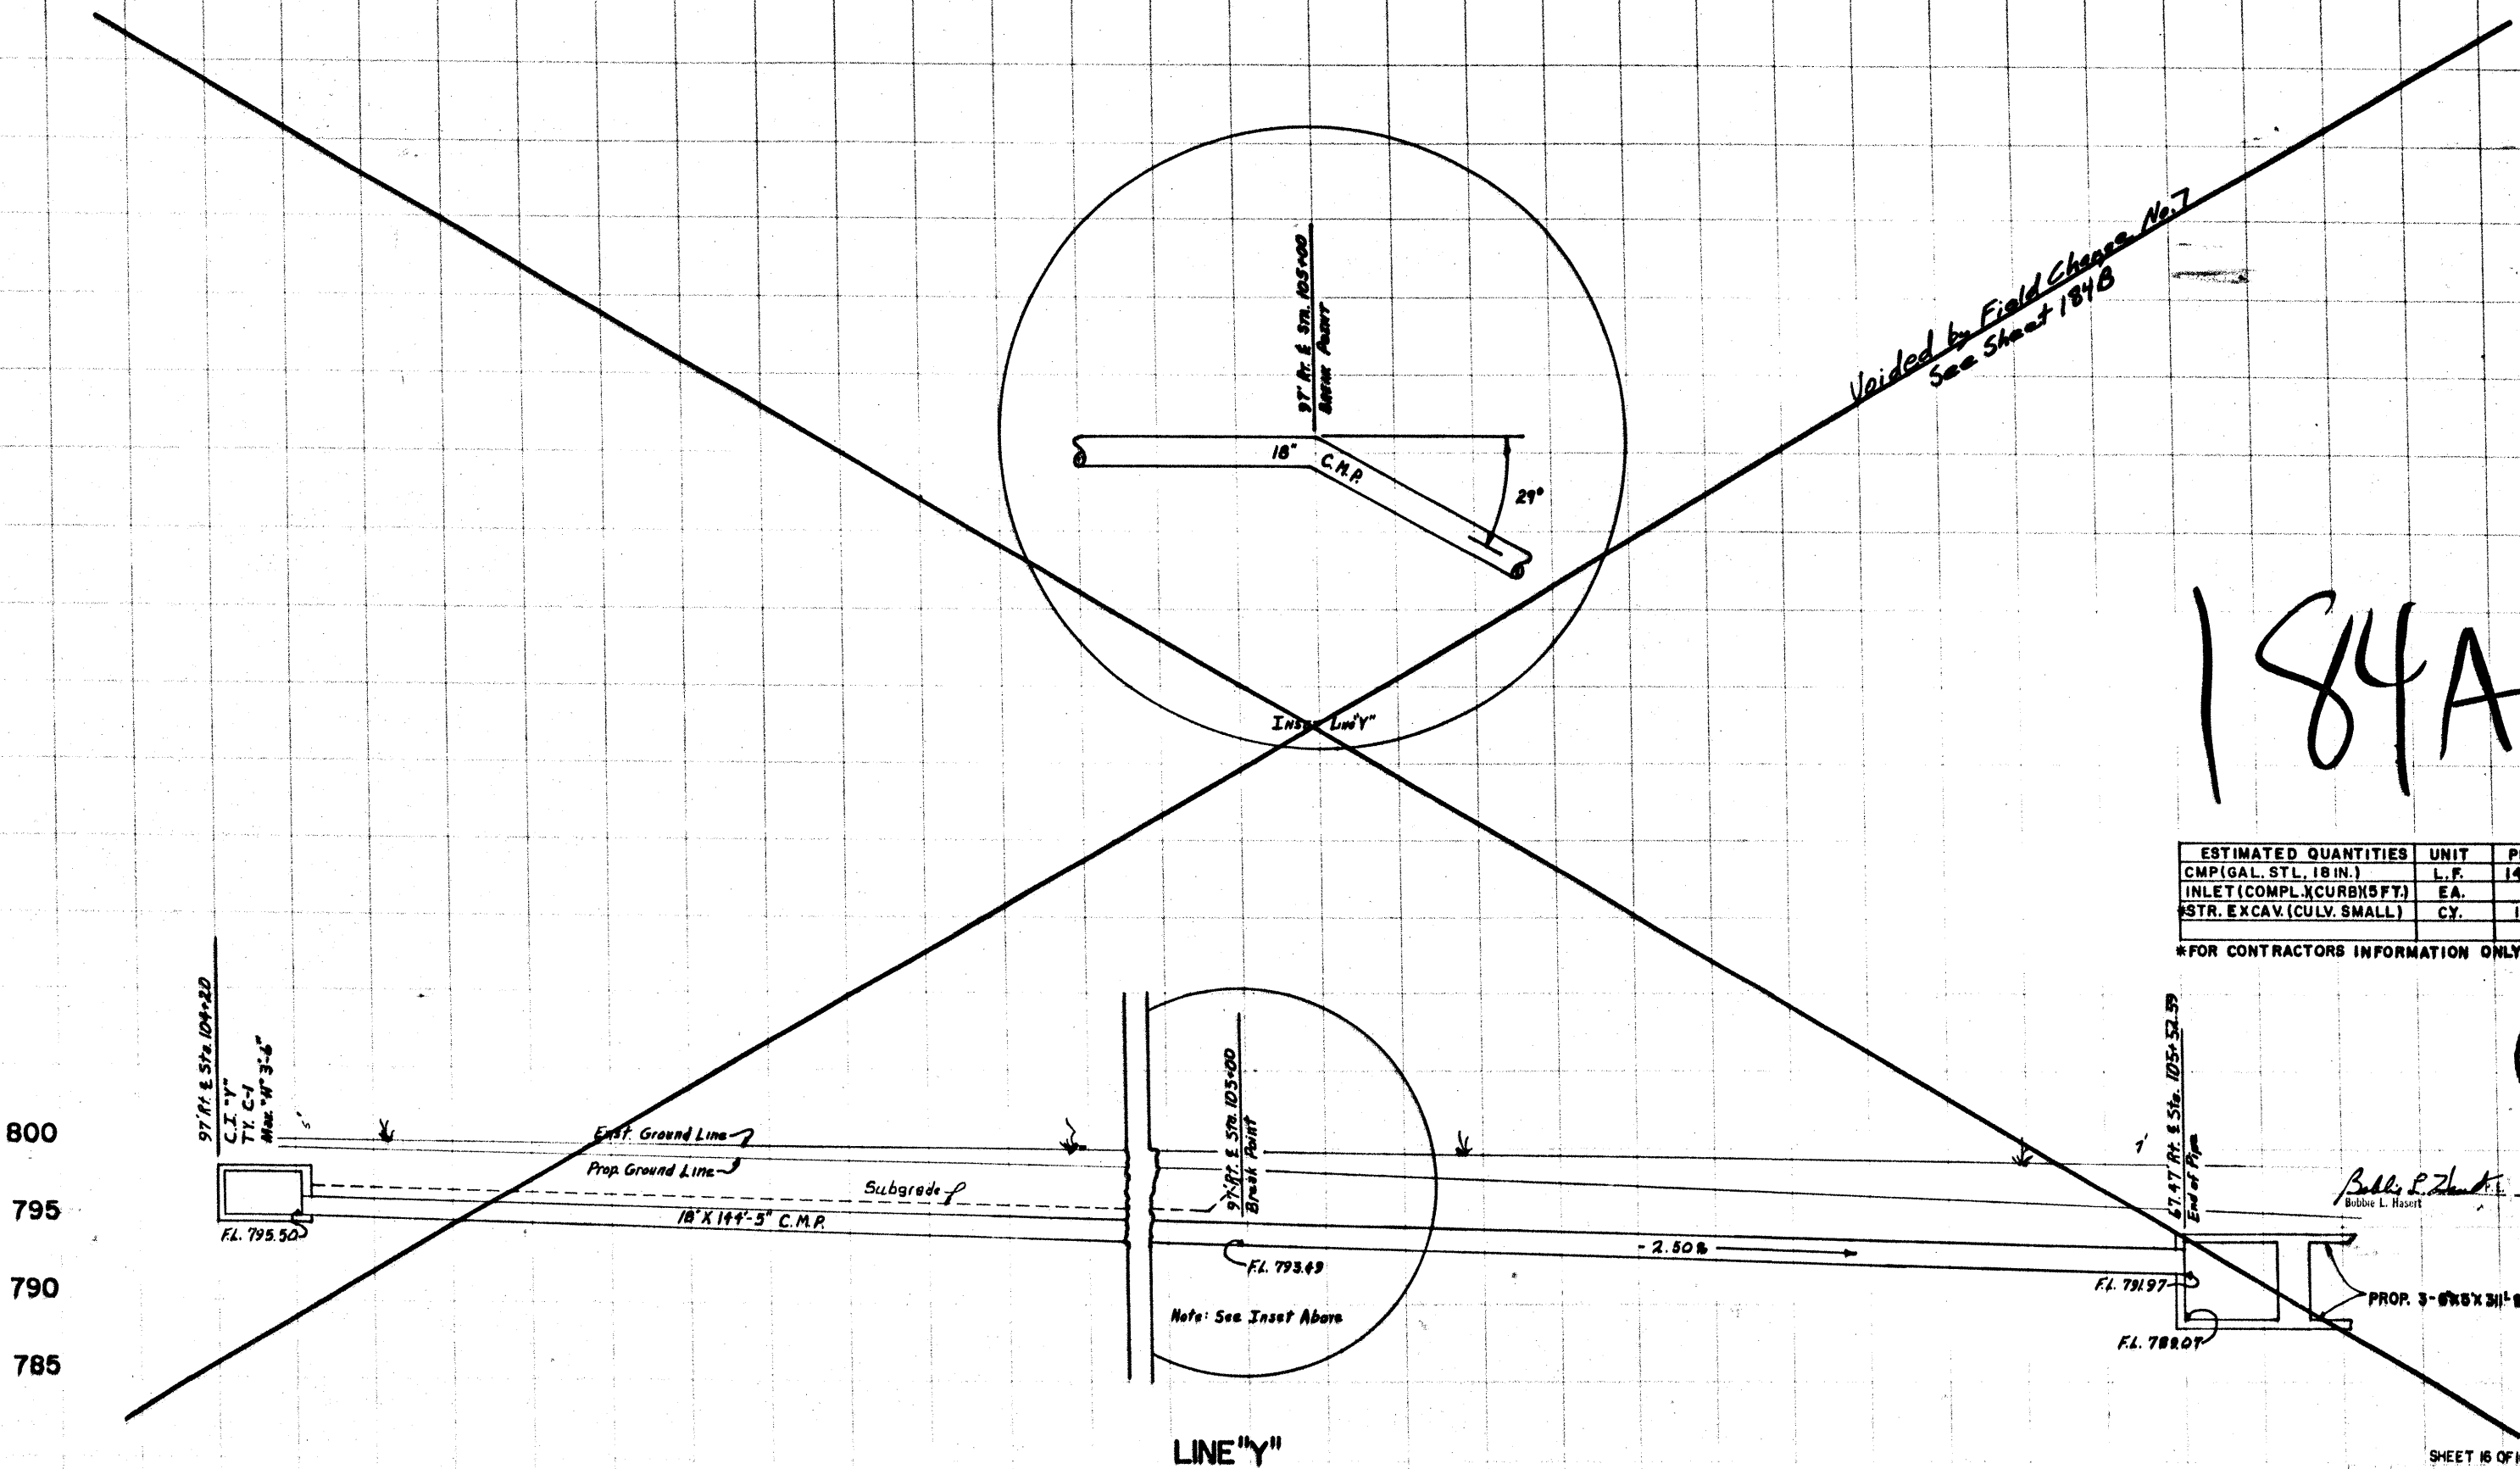 Voided by Field Change No. 7
See Sheet 184B
97' Rt. ℄ Sta. 105+00
Break Point
18" C.M.P.
29°
Line "Y"
184A
ESTIMATED QUANTITIES UNIT
CMP (GAL. STL, 18 IN.) L.F.
INLET (COMPL.)(CURB)(5 FT.) EA.
*STR. EXCAV. (CULV. SMALL) CY.
*FOR CONTRACTORS INFORMATION ONLY
97' Rt. ℄ Sta. 104+20
C.I. "Y"
TY. C-1
Max. "H" 3'-6"
97' Rt. ℄ Sta. 105+00
Break Point
67.47' Rt. ℄ Sta. 105+52.59
End of Pipe
800
795
790
785
Exist. Ground Line
Prop. Ground Line
Subgrade
18" X 144'-5" C.M.P.
F.L. 795.50
F.L. 793.49
Note: See Inset Above
- 2.50%
F.L. 791.97
Bobbie L. Hasert
PROP.
LINE "Y"
SHEET 16 OF